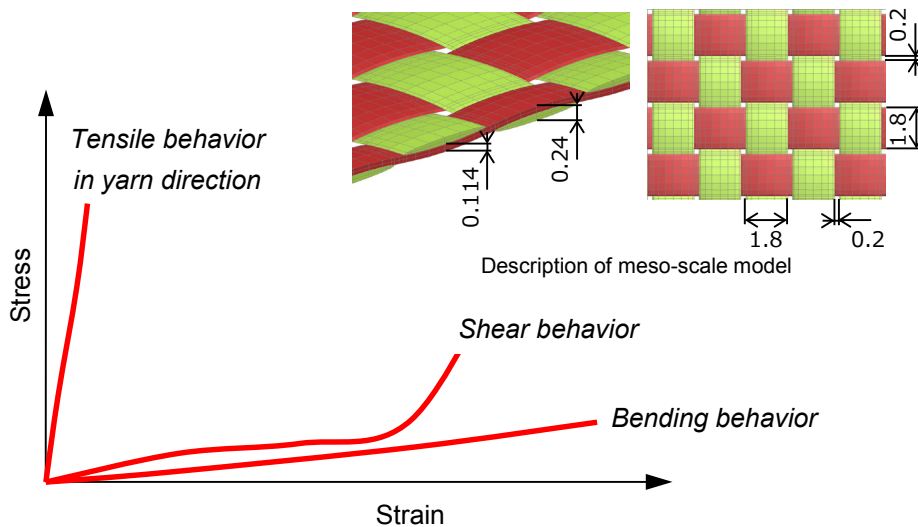 0.2
1.8
0.114
0.24
1.8
0.2
Description of meso-scale model
Tensile behavior
in yarn direction
Stress
Shear behavior
Bending behavior
Strain